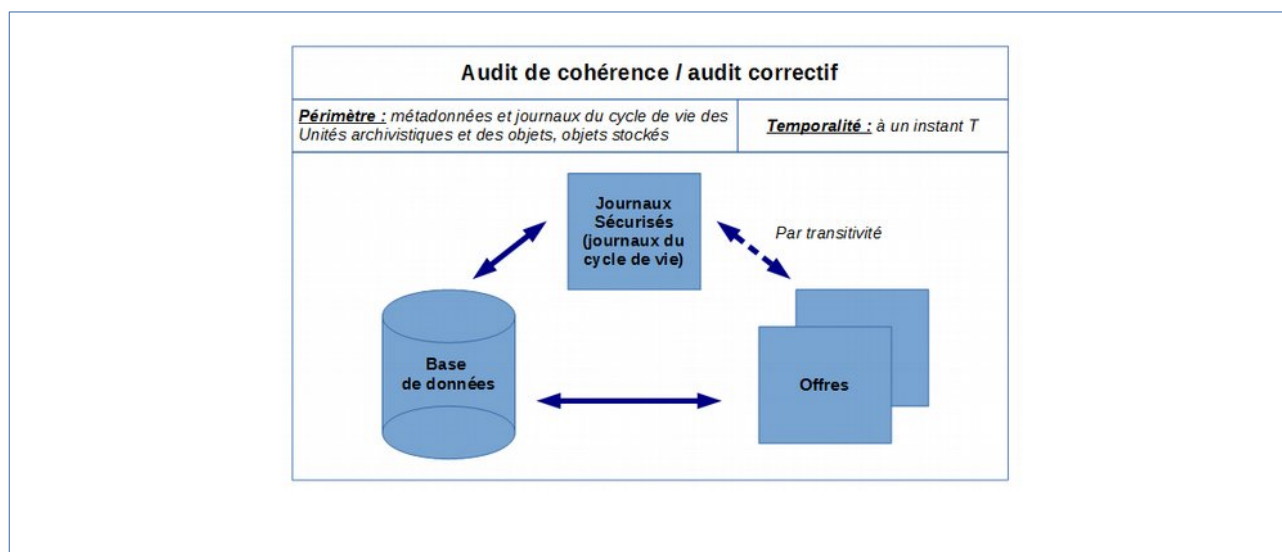 Audit de cohérence / audit correctif
Périmètre : métadonnées et journaux du cycle de vie des
Unités archivistiques et des objets, objets stockés
Temporalité : à un instant T
Journaux
Sécurisés
(journaux du
cycle de vie)
Par transitivité
Base
de données
Offres